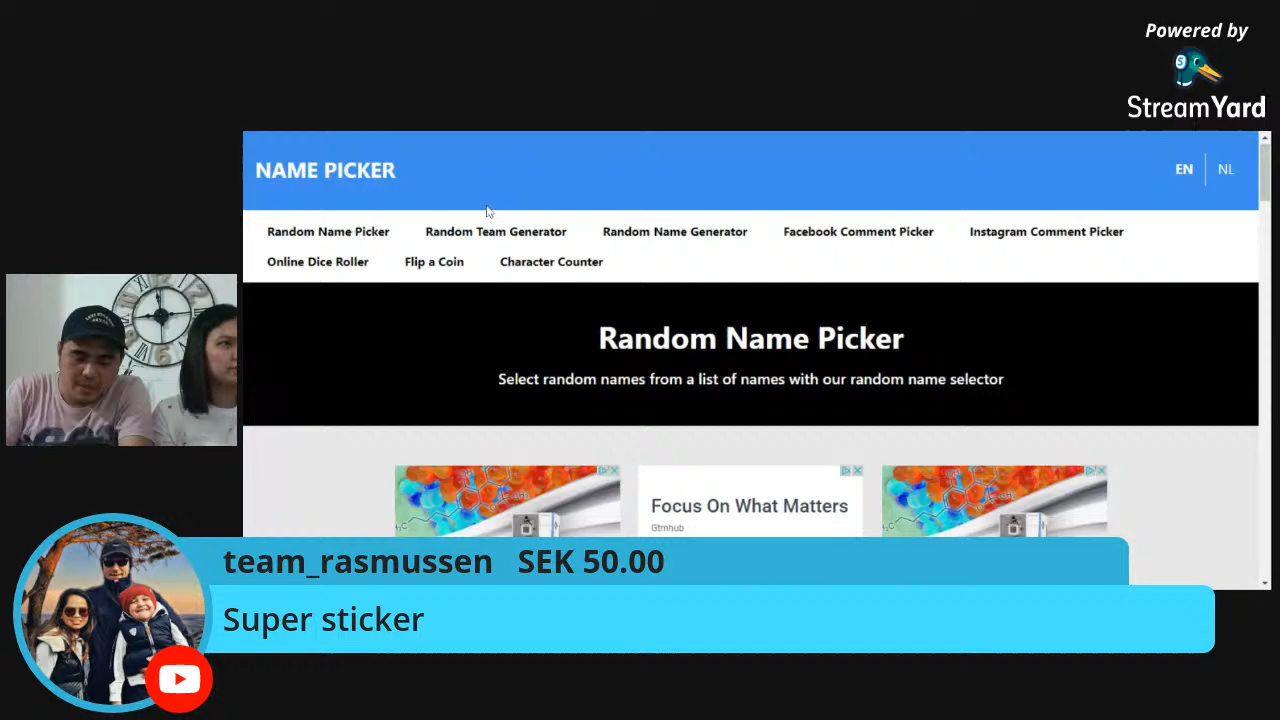 Powered by
StreamYard
NAME PICKER
EN
NL
Random Name Picker
Random Team Generator
Random Name Generator
Facebook Comment Picker
Instagram Comment Picker
Online Dice Roller
Flip a Coin
Character Counter
Random Name Picker
Select random names from a list of names with our random name selector
Focus On What Matters
Gtmhub
team_rasmussen SEK 50.00
Super sticker